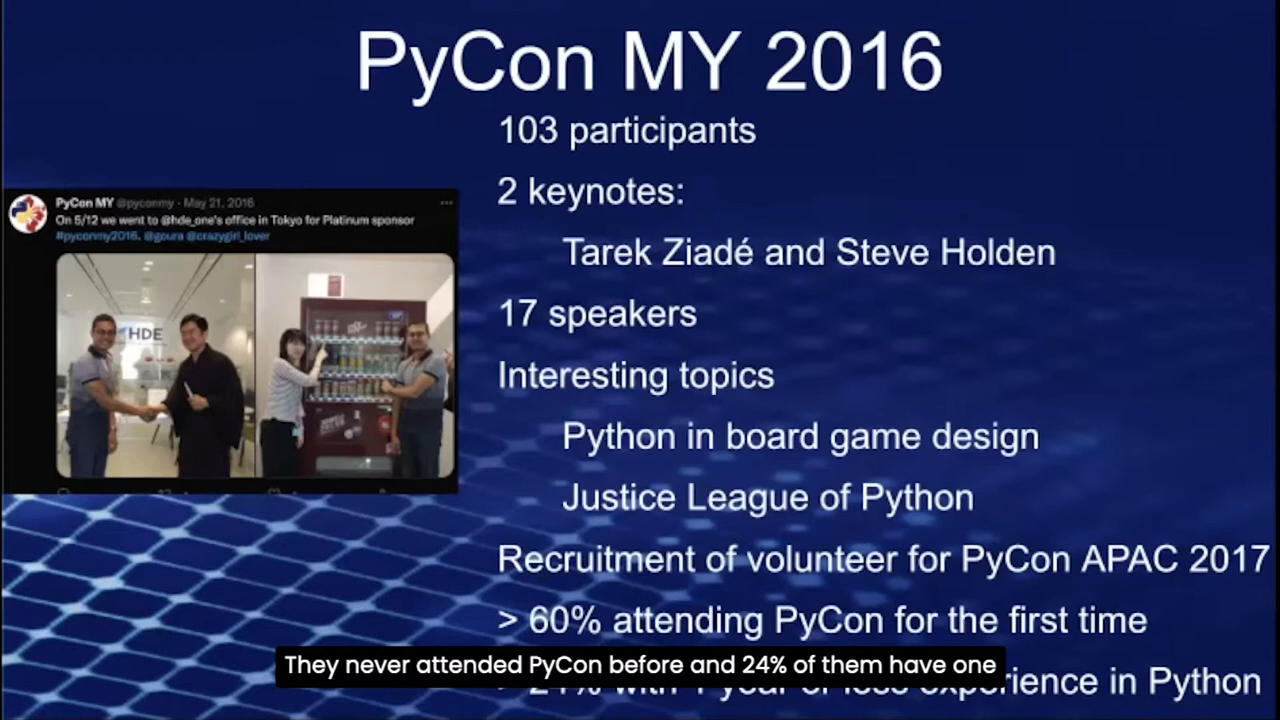 PyCon MY 2016
103 participants
2 keynotes:
Tarek Ziadé and Steve Holden
17 speakers
Interesting topics
Python in board game design
Justice League of Python
Recruitment of volunteer for PyCon APAC 2017
> 60% attending PyCon for the first time
> 24% with 1 year or less experience in Python
PyCon MY @pyconmy · May 21, 2016
On 5/12 we went to @hde_one's office in Tokyo for Platinum sponsor
#pyconmy2016. @goura @crazygirl_lover
HDE
They never attended PyCon before and 24% of them have one